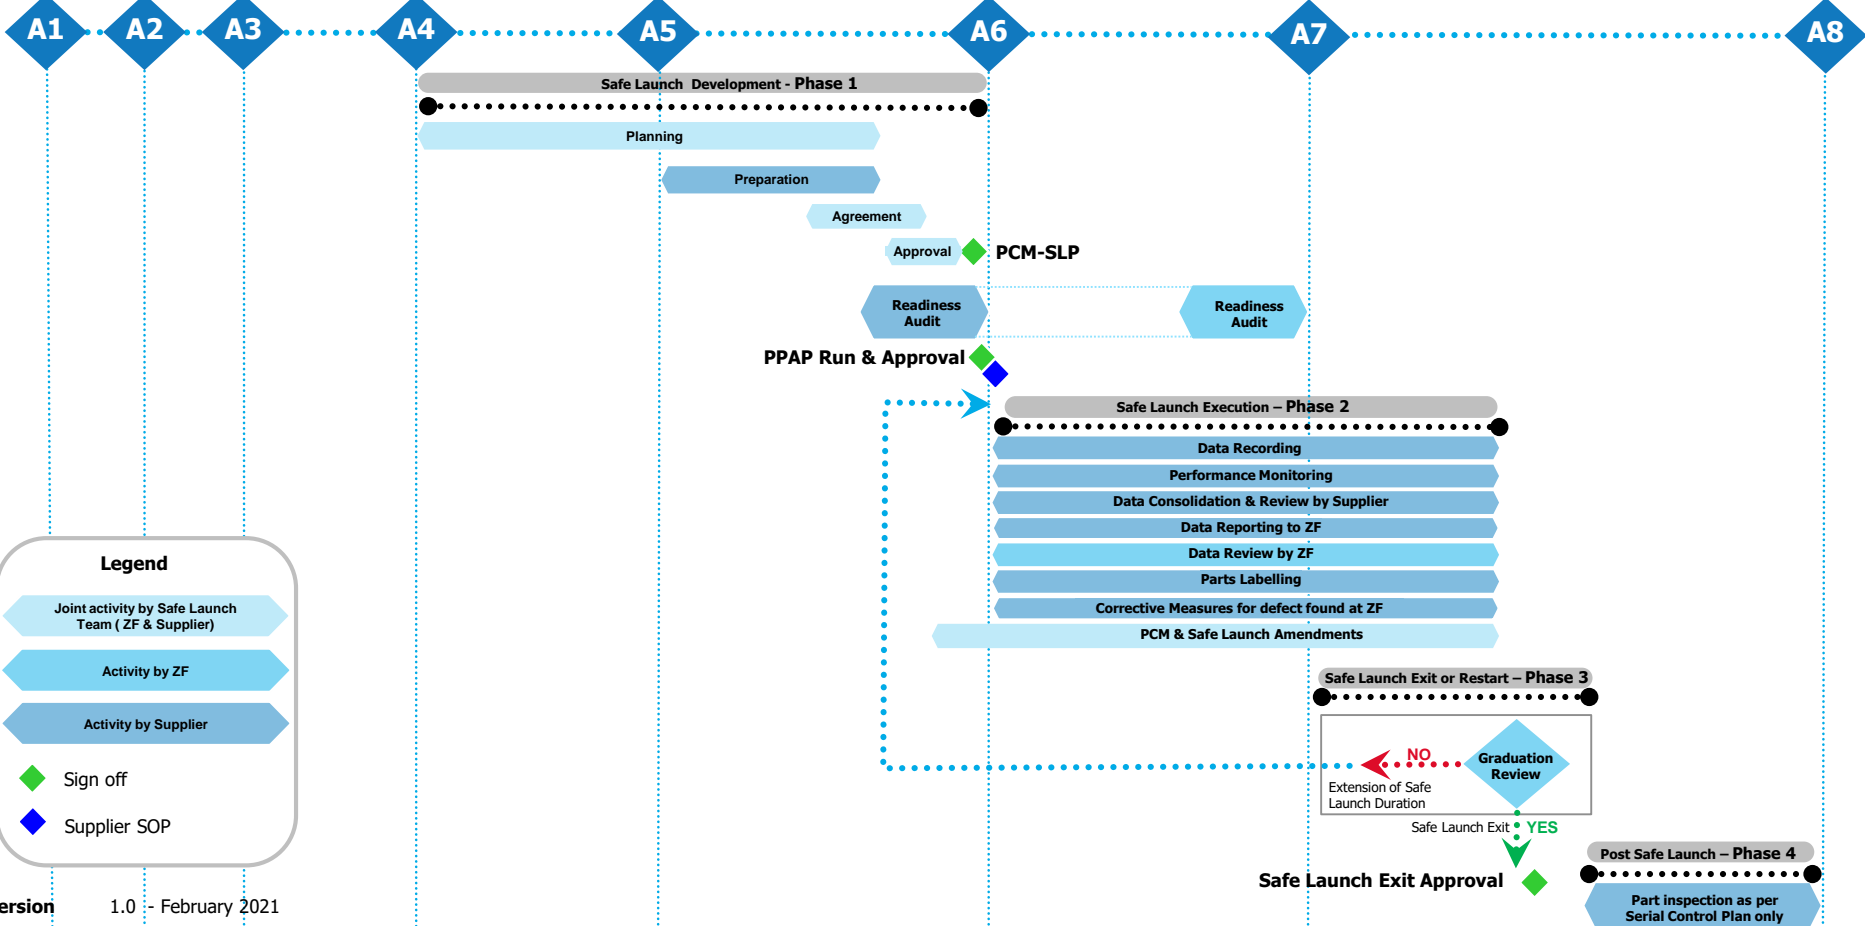 A1 A2 A3 A4 A5 A6 A7 A8
Safe Launch Development - Phase 1
Planning
Preparation
Agreement
Approval
PCM-SLP
Readiness
Audit
Readiness
Audit
PPAP Run & Approval
Safe Launch Execution – Phase 2
Data Recording
Performance Monitoring
Data Consolidation & Review by Supplier
Data Reporting to ZF
Data Review by ZF
Parts Labelling
Corrective Measures for defect found at ZF
PCM & Safe Launch Amendments
Safe Launch Exit or Restart – Phase 3
NO
Graduation
Review
Extension of Safe
Launch Duration
Safe Launch Exit YES
Safe Launch Exit Approval
Post Safe Launch – Phase 4
Part inspection as per
Serial Control Plan only
Legend
Joint activity by Safe Launch
Team ( ZF & Supplier)
Activity by ZF
Activity by Supplier
Sign off
Supplier SOP
ersion 1.0 - February 2021